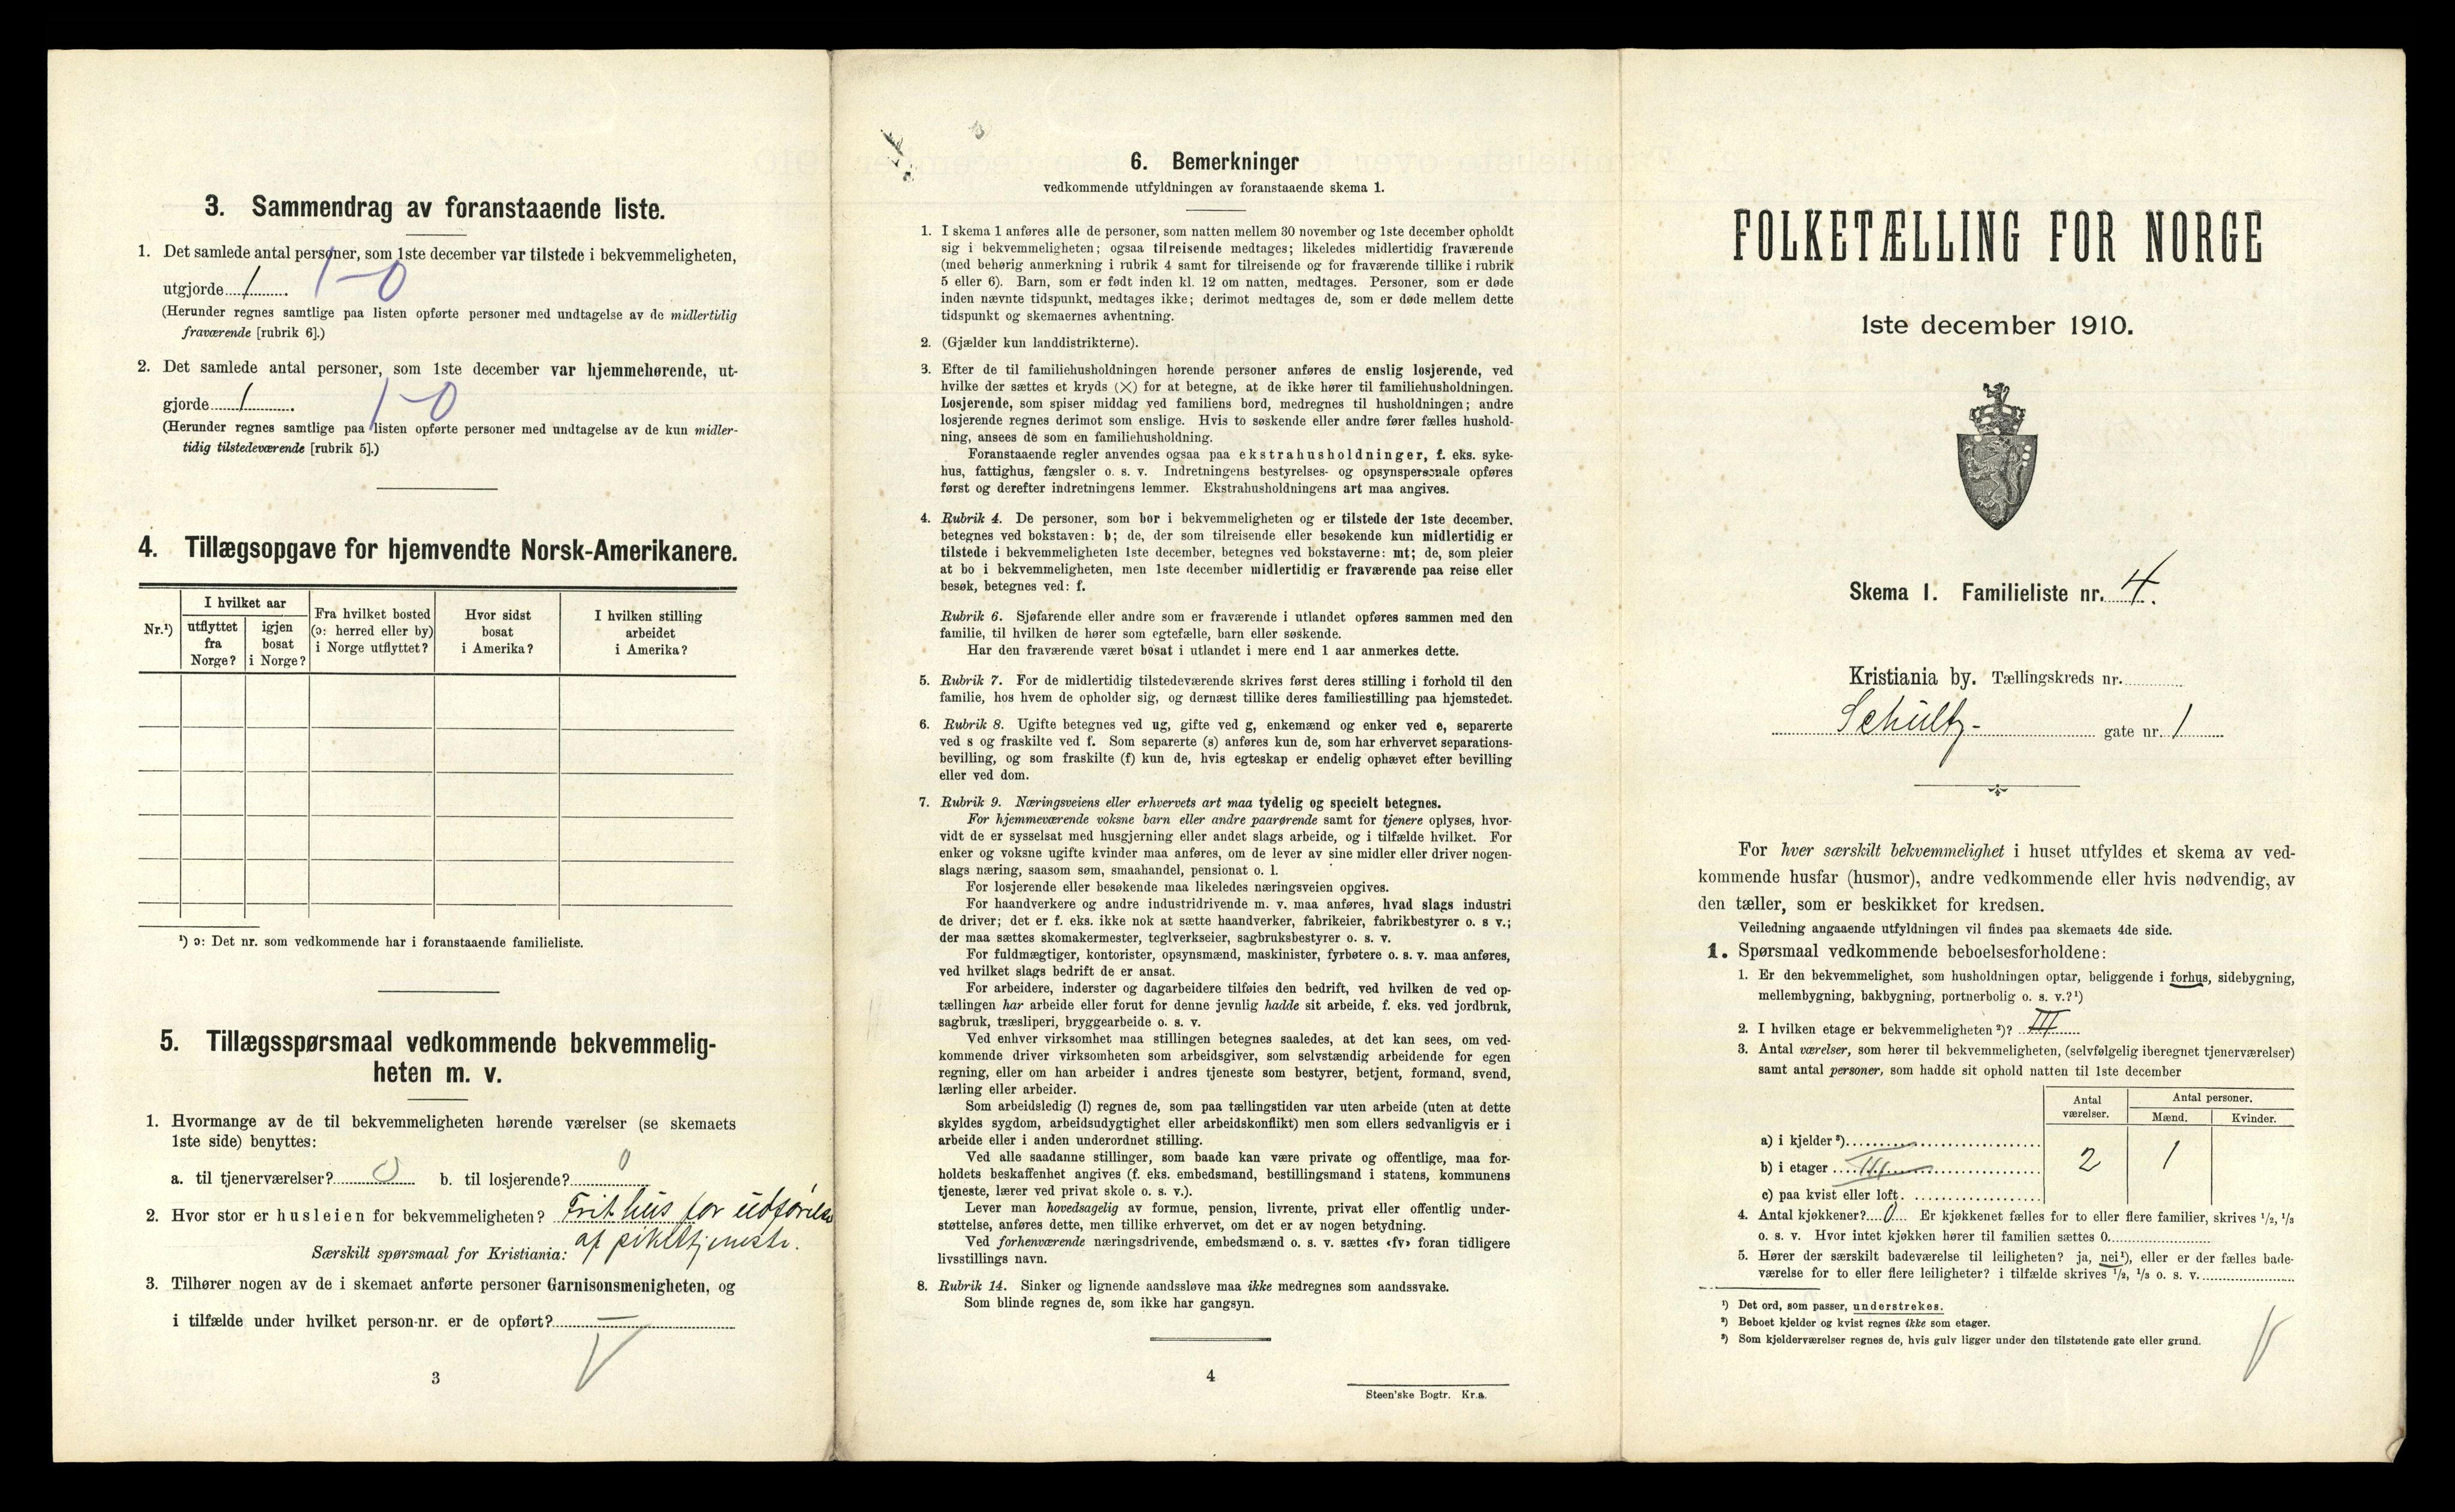 3. Sammendrag av foranstaaende liste.
1. Det samlede antal personer, som 1ste december var tilstede i bekvemmeligheten,
utgjorde 1. 1-0
(Herunder regnes samtlige paa listen opførte personer med undtagelse av de midlertidig
fraværende [rubrik 6].)
2. Det samlede antal personer, som 1ste december var hjemmehørende, ut-
gjorde 1. 1-0
(Herunder regnes samtlige paa listen opførte personer med undtagelse av de kun midler-
tidig tilstedeværende [rubrik 5].)
4. Tillægsopgave for hjemvendte Norsk-Amerikanere.
Nr.¹)
I hvilket aar
utflyttet
fra
Norge?
igjen
bosat
i Norge?
Fra hvilket bosted
(ɔ: herred eller by)
i Norge utflyttet?
Hvor sidst
bosat
i Amerika?
I hvilken stilling
arbeidet
i Amerika?
¹) ɔ: Det nr. som vedkommende har i foranstaaende familieliste.
5. Tillægsspørsmaal vedkommende bekvemmelig-
heten m. v.
1. Hvormange av de til bekvemmeligheten hørende værelser (se skemaets
1ste side) benyttes:
a. til tjenerværelser? 0 b. til losjerende? 0
2. Hvor stor er husleien for bekvemmeligheten? Frit hus for udførelse
af
Særskilt spørsmaal for Kristiania:
3. Tilhører nogen av de i skemaet anførte personer Garnisonsmenigheten, og
i tilfælde under hvilket person-nr. er de opført? —
3
6. Bemerkninger
vedkommende utfyldningen av foranstaaende skema 1.
1. I skema 1 anføres alle de personer, som natten mellem 30 november og 1ste december opholdt
sig i bekvemmeligheten; ogsaa tilreisende medtages; likeledes midlertidig fraværende
(med behørig anmerkning i rubrik 4 samt for tilreisende og for fraværende tillike i rubrik
5 eller 6). Barn, som er født inden kl. 12 om natten, medtages. Personer, som er døde
inden nævnte tidspunkt, medtages ikke; derimot medtages de, som er døde mellem dette
tidspunkt og skemaernes avhentning.
2. (Gjælder kun landdistrikterne).
3. Efter de til familiehusholdningen hørende personer anføres de enslig losjerende, ved
hvilke der sættes et kryds (×) for at betegne, at de ikke hører til familiehusholdningen.
Losjerende, som spiser middag ved familiens bord, medregnes til husholdningen; andre
losjerende regnes derimot som enslige. Hvis to søskende eller andre fører fælles hushold-
ning, ansees de som en familiehusholdning.
Foranstaaende regler anvendes ogsaa paa ekstrahusholdninger, f. eks. syke-
hus, fattighus, fængsler o. s. v. Indretningens bestyrelses- og opsynspersonale opføres
først og derefter indretningens lemmer. Ekstrahusholdningens art maa angives.
4. Rubrik 4. De personer, som bor i bekvemmeligheten og er tilstede der 1ste december,
betegnes ved bokstaven: b; de, der som tilreisende eller besøkende kun midlertidig er
tilstede i bekvemmeligheten 1ste december, betegnes ved bokstaverne: mt; de, som pleier
at bo i bekvemmeligheten, men 1ste december midlertidig er fraværende paa reise eller
besøk, betegnes ved: f.
Rubrik 6. Sjøfarende eller andre som er fraværende i utlandet opføres sammen med den
familie, til hvilken de hører som egtefælle, barn eller søskende.
Har den fraværende været bosat i utlandet i mere end 1 aar anmerkes dette.
5. Rubrik 7. For de midlertidig tilstedeværende skrives først deres stilling i forhold til den
familie, hos hvem de opholder sig, og dernæst tillike deres familiestilling paa hjemstedet.
6. Rubrik 8. Ugifte betegnes ved ug, gifte ved g, enkemænd og enker ved e, separerte
ved s og fraskilte ved f. Som separerte (s) anføres kun de, som har erhvervet separations-
bevilling, og som fraskilte (f) kun de, hvis egteskap er endelig ophævet efter bevilling
eller ved dom.
7. Rubrik 9. Næringsveiens eller erhvervets art maa tydelig og specielt betegnes.
For hjemmeværende voksne barn eller andre paarørende samt for tjenere oplyses, hvor-
vidt de er sysselsat med husgjerning eller andet slags arbeide, og i tilfælde hvilket. For
enker og voksne ugifte kvinder maa anføres, om de lever av sine midler eller driver nogen-
slags næring, saasom søm, smaahandel, pensionat o. l.
For losjerende eller besøkende maa likeledes næringsveien opgives.
For haandverkere og andre industridrivende m. v. maa anføres, hvad slags industri
de driver; det er f. eks. ikke nok at sætte haandverker, fabrikeier, fabrikbestyrer o. s v.;
der maa sættes skomakermester, teglverkseier, sagbruksbestyrer o. s. v.
For fuldmægtiger, kontorister, opsynsmænd, maskinister, fyrbøtere o. s. v. maa anføres,
ved hvilket slags bedrift de er ansat.
For arbeidere, inderster og dagarbeidere tilføies den bedrift, ved hvilken de ved op-
tællingen har arbeide eller forut for denne jevnlig hadde sit arbeide, f. eks. ved jordbruk,
sagbruk, træsliperi, bryggearbeide o. s. v.
Ved enhver virksomhet maa stillingen betegnes saaledes, at det kan sees, om ved-
kommende driver virksomheten som arbeidsgiver, som selvstændig arbeidende for egen
regning, eller om han arbeider i andres tjeneste som bestyrer, betjent, formand, svend,
lærling eller arbeider.
Som arbeidsledig (l) regnes de, som paa tællingstiden var uten arbeide (uten at dette
skyldes sygdom, arbeidsudygtighet eller arbeidskonflikt) men som ellers sedvanligvis er i
arbeide eller i anden underordnet stilling.
Ved alle saadanne stillinger, som baade kan være private og offentlige, maa for-
holdets beskaffenhet angives (f. eks. embedsmand, bestillingsmand i statens, kommunens
tjeneste, lærer ved privat skole o. s. v.).
Lever man hovedsagelig av formue, pension, livrente, privat eller offentlig under-
støttelse, anføres dette, men tillike erhvervet, om det er av nogen betydning.
Ved forhenværende næringsdrivende, embedsmænd o. s. v. sættes «fv» foran tidligere
livsstillings navn.
8. Rubrik 14. Sinker og lignende aandssløve maa ikke medregnes som aandssvake.
Som blinde regnes de, som ikke har gangsyn.
4
Steen'ske Bogtr. Kr.a.
FOLKETÆLLING FOR NORGE
1ste december 1910.
Skema 1. Familieliste nr. 4.
Kristiania by. Tællingskreds nr.
Schultz- gate nr. 1
For hver særskilt bekvemmelighet i huset utfyldes et skema av ved-
kommende husfar (husmor), andre vedkommende eller hvis nødvendig, av
den tæller, som er beskikket for kredsen.
Veiledning angaaende utfyldningen vil findes paa skemaets 4de side.
1. Spørsmaal vedkommende beboelsesforholdene:
1. Er den bekvemmelighet, som husholdningen optar, beliggende i forhus, sidebygning,
mellembygning, bakbygning, portnerbolig o. s. v.?¹)
2. I hvilken etage er bekvemmeligheten²)? III
3. Antal værelser, som hører til bekvemmeligheten, (selvfølgelig iberegnet tjenerværelser)
samt antal personer, som hadde sit ophold natten til 1ste december
Antal
værelser.
Antal personer.
Mænd. Kvinder.
a) i kjelder³)
b) i etager III 2 1
c) paa kvist eller loft.
4. Antal kjøkkener? 0 Er kjøkkenet fælles for to eller flere familier, skrives 1/2, 1/3
o. s. v. Hvor intet kjøkken hører til familien sættes 0.
5. Hører der særskilt badeværelse til leiligheten? ja, nei¹), eller er der fælles bade-
værelse for to eller flere leiligheter? i tilfælde skrives 1/2, 1/3 o. s. v.
¹) Det ord, som passer, understrekes.
²) Beboet kjelder og kvist regnes ikke som etager.
³) Som kjelderværelser regnes de, hvis gulv ligger under den tilstøtende gate eller grund.